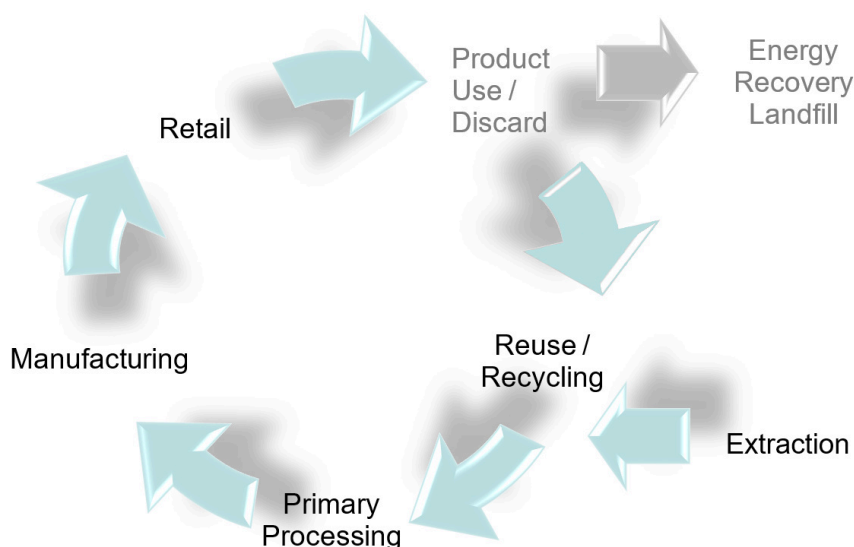 Product
Use /
Discard
Energy
Recovery
Landfill
Retail
Manufacturing
Reuse /
Recycling
Extraction
Primary
Processing